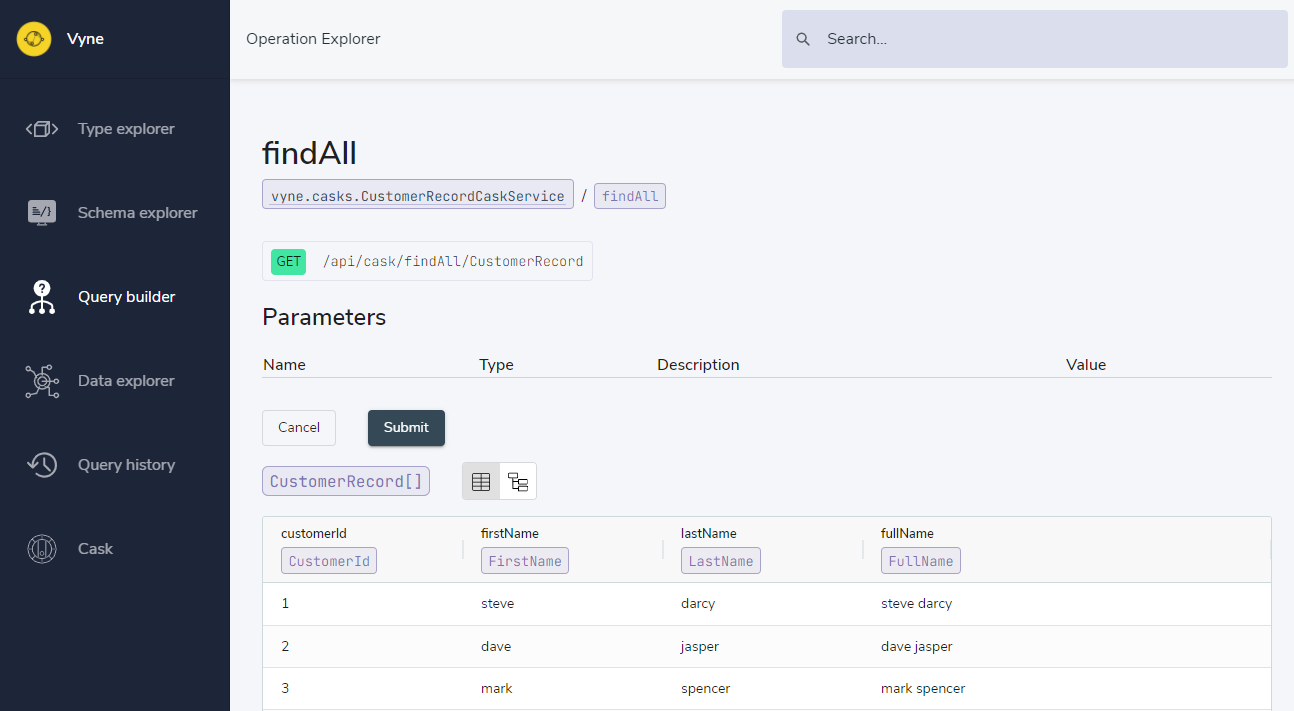 Vyne
Operation Explorer
Search...
Type explorer
Schema explorer
Query builder
Data explorer
Query history
Cask
findAll
vyne.casks.CustomerRecordCaskService / findAll
GET /api/cask/findAll/CustomerRecord
Parameters
Name Type Description Value
Cancel Submit
CustomerRecord[]
customerId firstName lastName fullName
CustomerId FirstName LastName FullName
1 steve darcy steve darcy
2 dave jasper dave jasper
3 mark spencer mark spencer